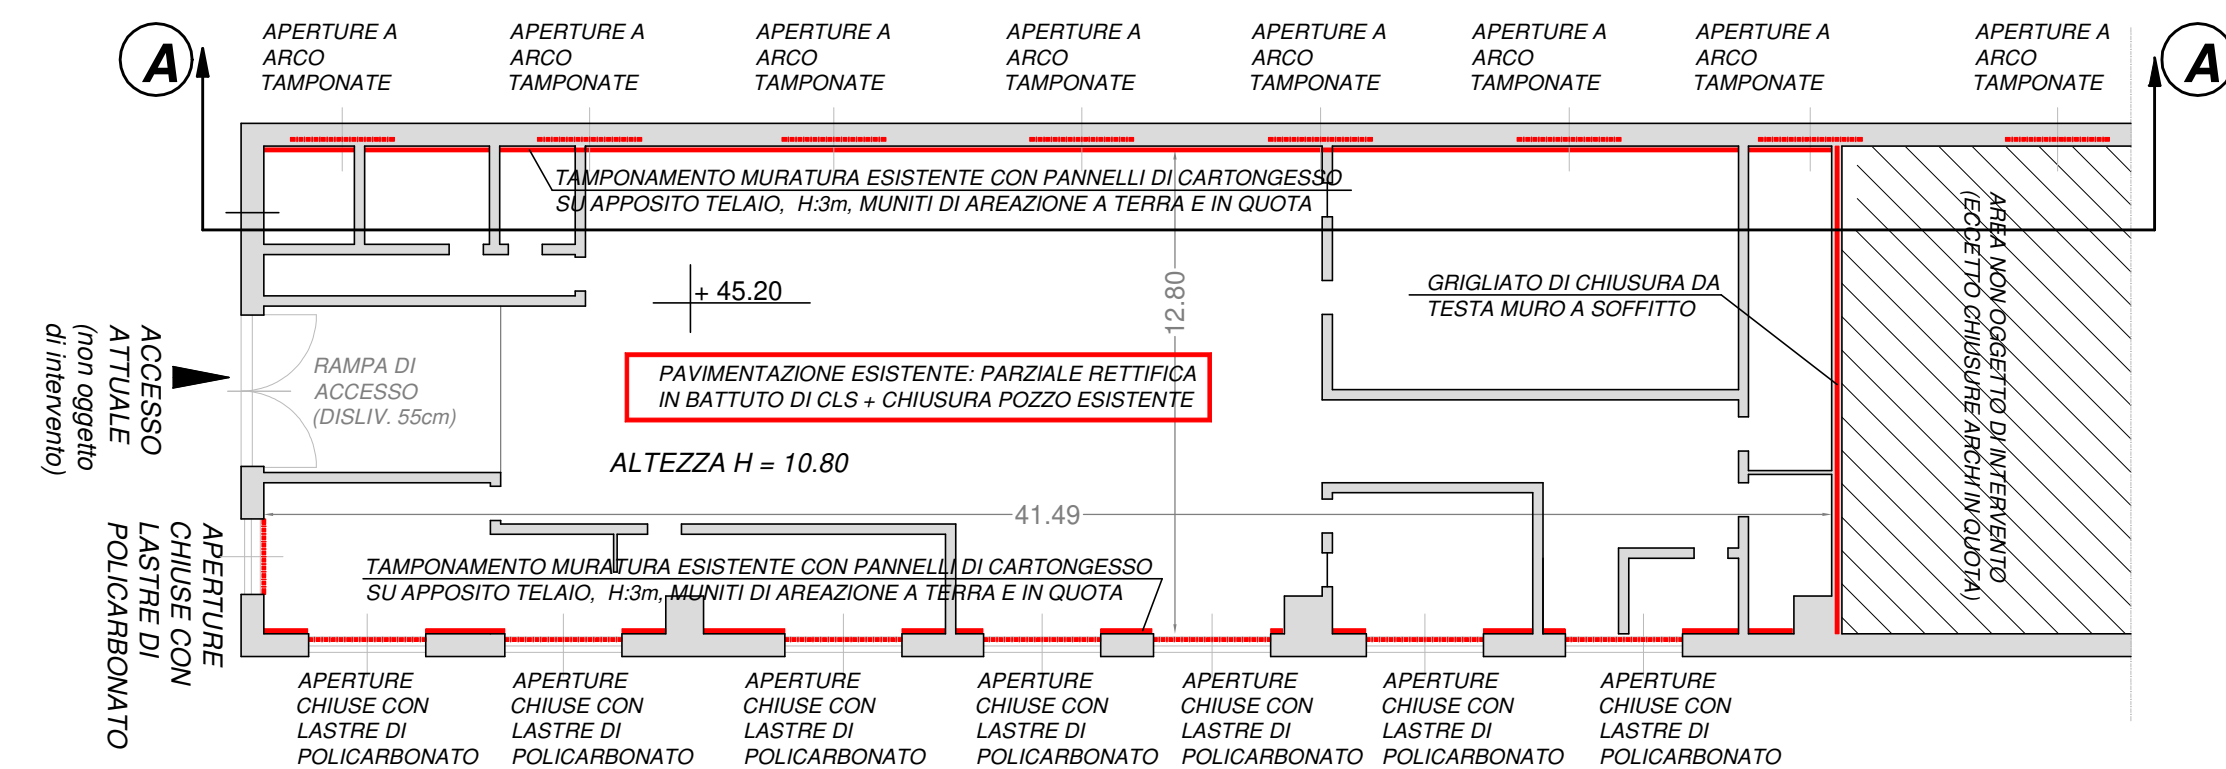 A
APERTURE A
ARCO
TAMPONATE
APERTURE A
ARCO
TAMPONATE
APERTURE A
ARCO
TAMPONATE
APERTURE A
ARCO
TAMPONATE
APERTURE A
ARCO
TAMPONATE
APERTURE A
ARCO
TAMPONATE
APERTURE A
ARCO
TAMPONATE
APERTURE A
ARCO
TAMPONATE
A
TAMPONAMENTO MURATURA ESISTENTE CON PANNELLI DI CARTONGESSO
SU APPOSITO TELAIO,  H:3m, MUNITI DI AREAZIONE A TERRA E IN QUOTA
+ 45.20
12.80
GRIGLIATO DI CHIUSURA DA
TESTA MURO A SOFFITTO
AREA NON OGGETTO DI INTERVENTO
(ECCETTO CHIUSURE ARCHI IN QUOTA)
ACCESSO
ATTUALE
(non oggetto
di intervento)
RAMPA DI
ACCESSO
(DISLIV. 55cm)
PAVIMENTAZIONE ESISTENTE: PARZIALE RETTIFICA
IN BATTUTO DI CLS + CHIUSURA POZZO ESISTENTE
ALTEZZA H = 10.80
41.49
APERTURE
CHIUSE CON
LASTRE DI
POLICARBONATO
TAMPONAMENTO MURATURA ESISTENTE CON PANNELLI DI CARTONGESSO
SU APPOSITO TELAIO,  H:3m, MUNITI DI AREAZIONE A TERRA E IN QUOTA
APERTURE
CHIUSE CON
LASTRE DI
POLICARBONATO
APERTURE
CHIUSE CON
LASTRE DI
POLICARBONATO
APERTURE
CHIUSE CON
LASTRE DI
POLICARBONATO
APERTURE
CHIUSE CON
LASTRE DI
POLICARBONATO
APERTURE
CHIUSE CON
LASTRE DI
POLICARBONATO
APERTURE
CHIUSE CON
LASTRE DI
POLICARBONATO
APERTURE
CHIUSE CON
LASTRE DI
POLICARBONATO